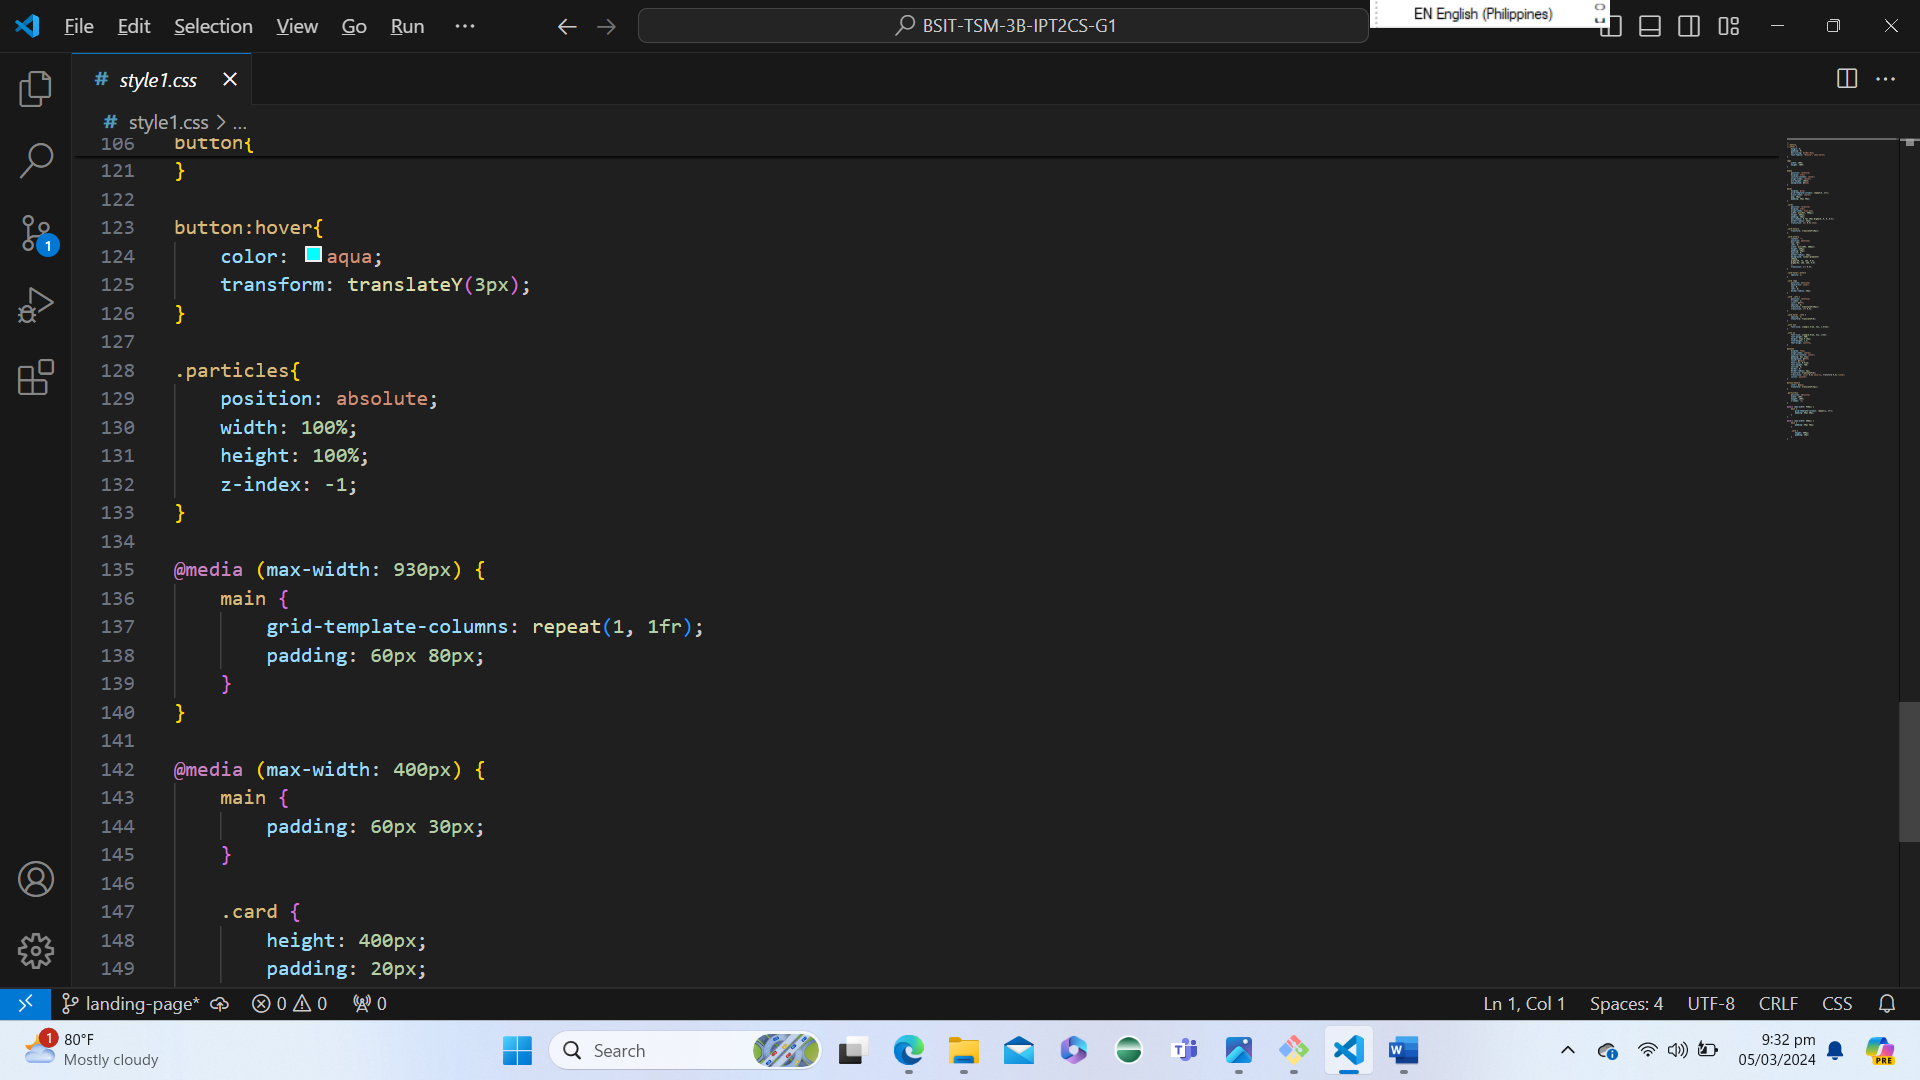 File Edit Selection View Go Run ···
BSIT-TSM-3B-IPT2CS-G1
EN English (Philippines)
# style1.css
# style1.css > ...
106 button{
121 }
122
123 button:hover{
124 color: aqua;
125 transform: translateY(3px);
126 }
127
128 .particles{
129 position: absolute;
130 width: 100%;
131 height: 100%;
132 z-index: -1;
133 }
134
135 @media (max-width: 930px) {
136 main {
137 grid-template-columns: repeat(1, 1fr);
138 padding: 60px 80px;
139 }
140 }
141
142 @media (max-width: 400px) {
143 main {
144 padding: 60px 30px;
145 }
146
147 .card {
148 height: 400px;
149 padding: 20px;
1
landing-page* 0 0 0
Ln 1, Col 1 Spaces: 4 UTF-8 CRLF CSS
1
80°F
Mostly cloudy
Search
9:32 pm
05/03/2024
PRE